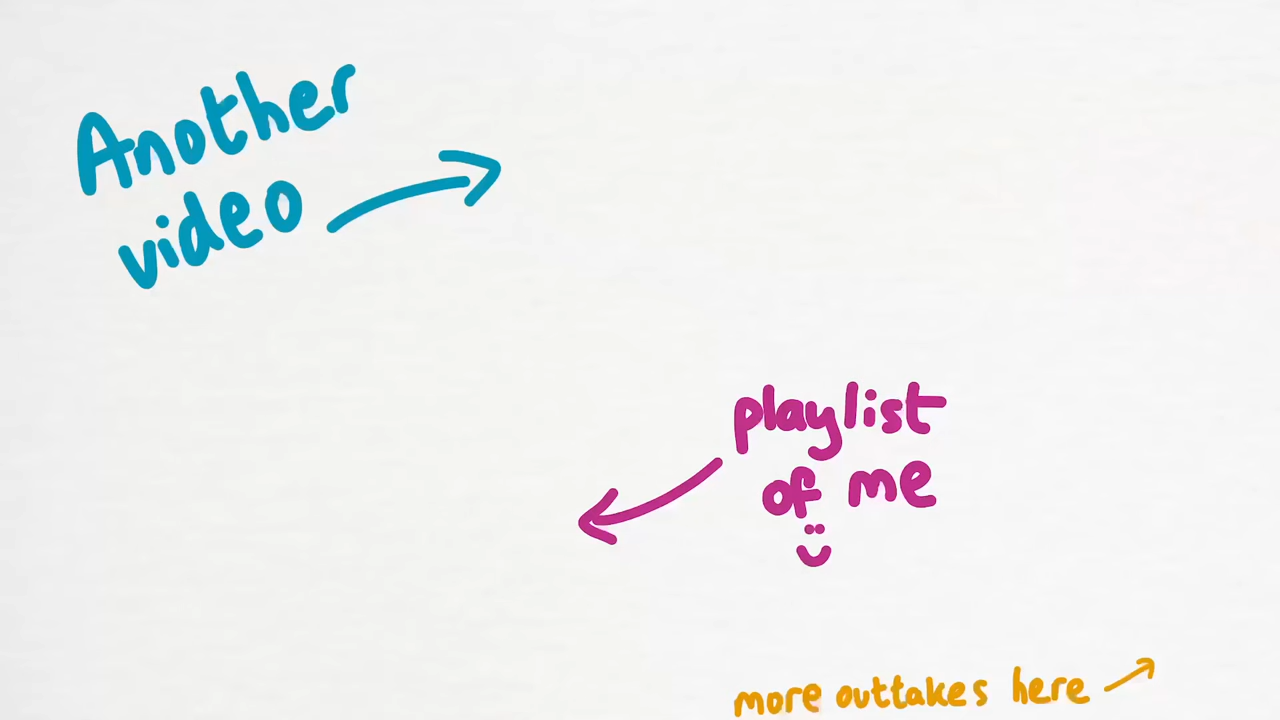 Another
video
playlist
of me
more outtakes here